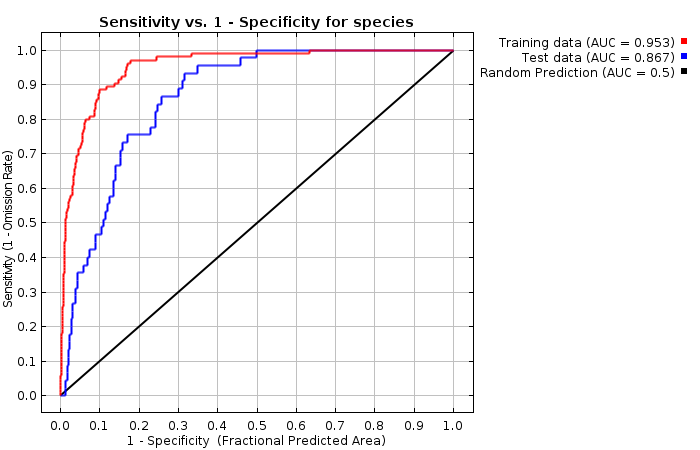 Sensitivity vs. 1 - Specificity for species
Training data (AUC = 0.953)
Test data (AUC = 0.867)
Random Prediction (AUC = 0.5)
Sensitivity (1 - Omission Rate)
1.0
0.9
0.8
0.7
0.6
0.5
0.4
0.3
0.2
0.1
0.0
0.0 0.1 0.2 0.3 0.4 0.5 0.6 0.7 0.8 0.9 1.0
1 - Specificity (Fractional Predicted Area)